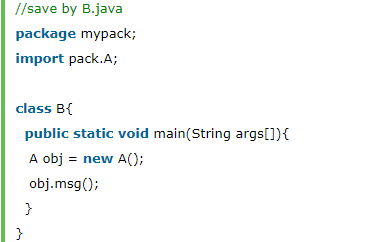 //save by B.java
package mypack;
import pack.A;
class B{
public static void main(String args[]){
A obj = new A();
obj.msg();
}
}